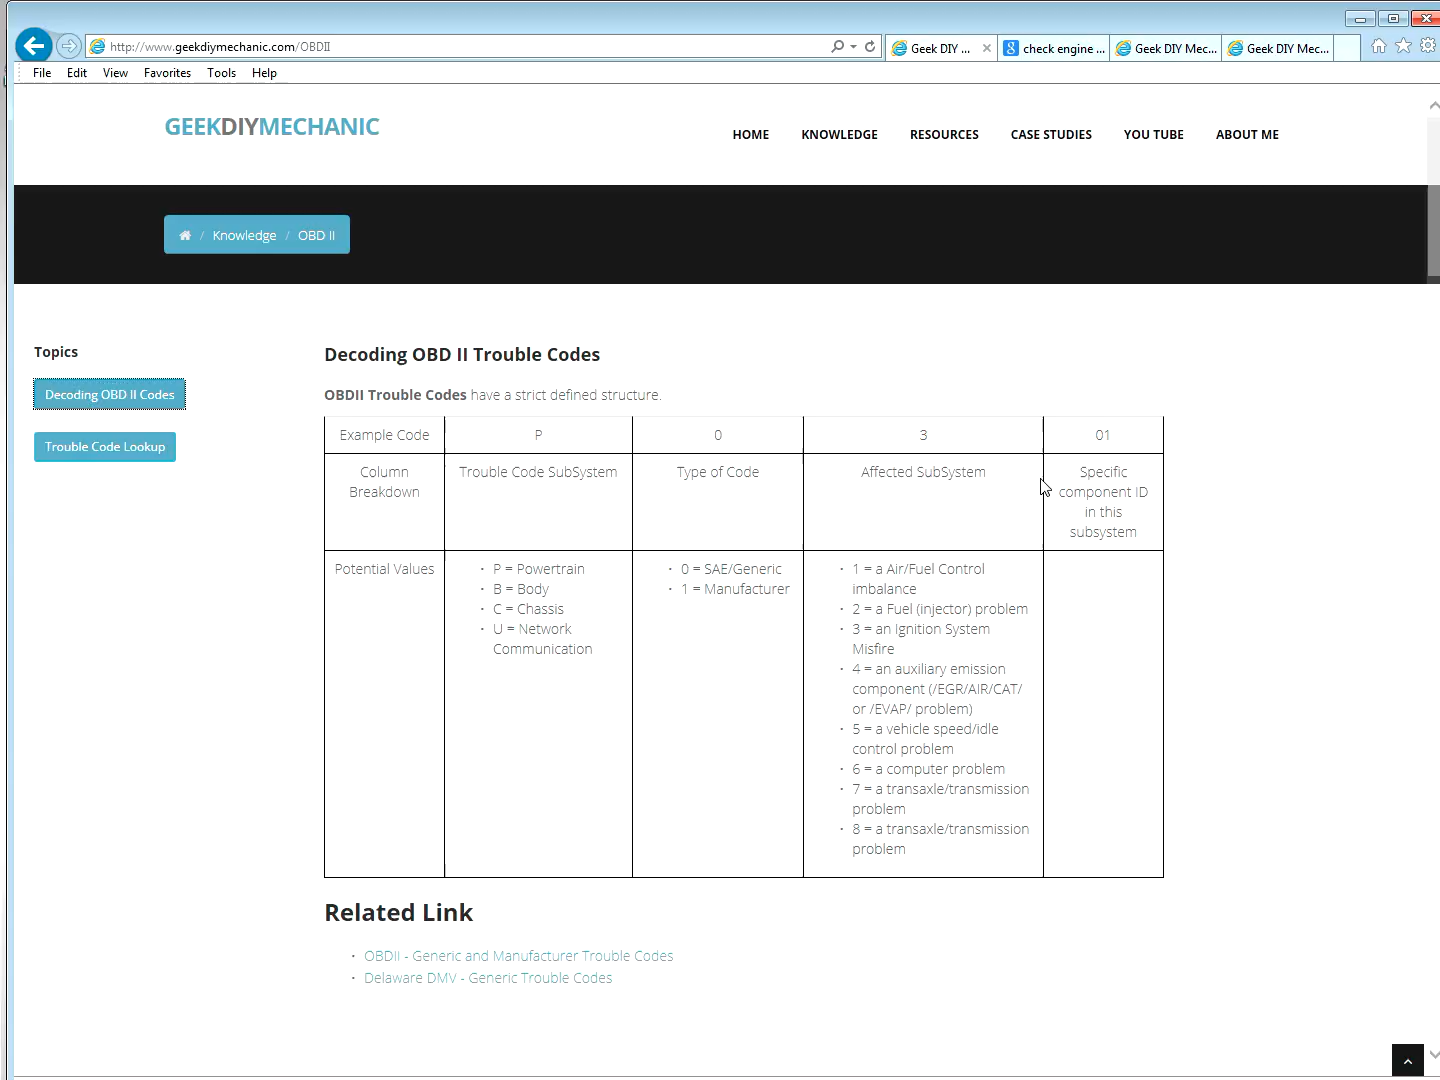 http://www.geekdiymechanic.com/OBDII
Geek DIY ...
check engine ...
Geek DIY Mec...
Geek DIY Mec...
File Edit View Favorites Tools Help
GEEKDIYMECHANIC
HOME KNOWLEDGE RESOURCES CASE STUDIES YOU TUBE ABOUT ME
/ Knowledge / OBD II
Topics
Decoding OBD II Codes
Trouble Code Lookup
Decoding OBD II Trouble Codes
OBDII Trouble Codes have a strict defined structure.
Example Code P 0 3 01
Column
Breakdown
Trouble Code SubSystem
Type of Code
Affected SubSystem
Specific
component ID
in this
subsystem
Potential Values
• P = Powertrain
• B = Body
• C = Chassis
• U = Network
Communication
• 0 = SAE/Generic
• 1 = Manufacturer
• 1 = a Air/Fuel Control
imbalance
• 2 = a Fuel (injector) problem
• 3 = an Ignition System
Misfire
• 4 = an auxiliary emission
component (/EGR/AIR/CAT/
or /EVAP/ problem)
• 5 = a vehicle speed/idle
control problem
• 6 = a computer problem
• 7 = a transaxle/transmission
problem
• 8 = a transaxle/transmission
problem
Related Link
• OBDII - Generic and Manufacturer Trouble Codes
• Delaware DMV - Generic Trouble Codes